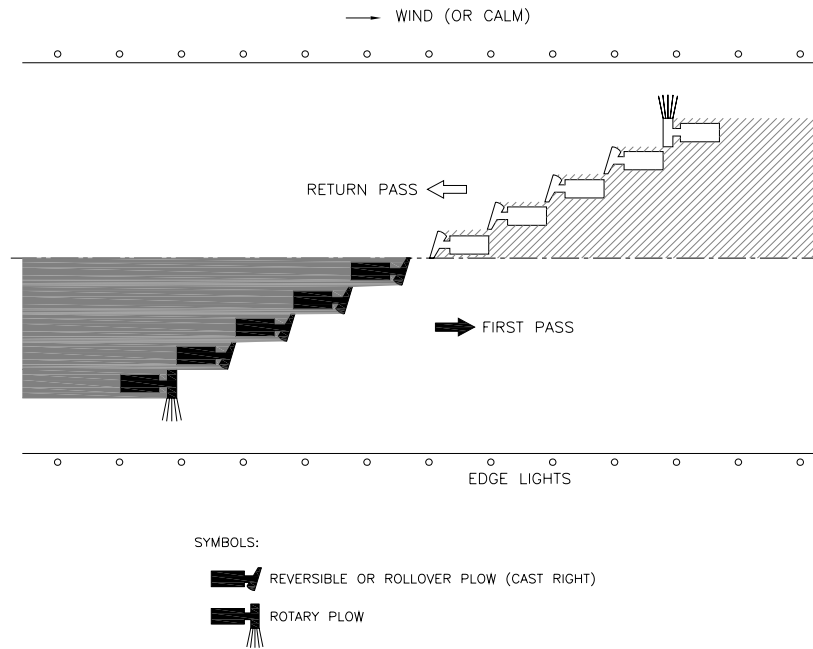 WIND (OR CALM)
RETURN PASS
FIRST PASS
EDGE LIGHTS
SYMBOLS:
REVERSIBLE OR ROLLOVER PLOW (CAST RIGHT)
ROTARY PLOW